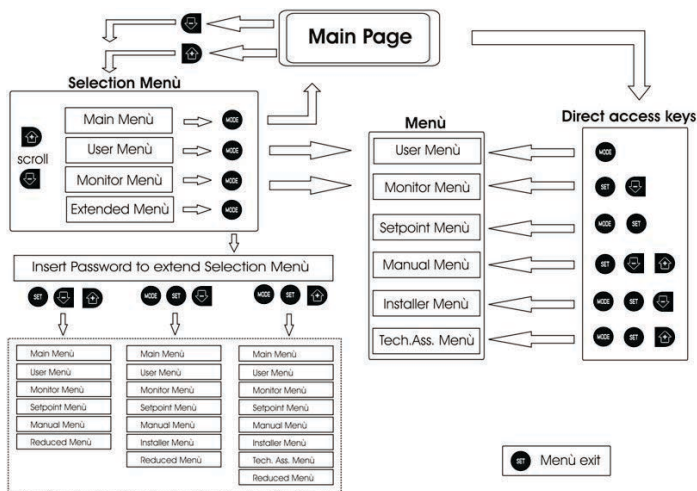 Main Page
Selection Menù
scroll
Main Menù MODE
User Menù MODE
Monitor Menù MODE
Extended Menù MODE
Insert Password to extend Selection Menù
SET - +
MODE SET -
MODE SET +
Main Menù
User Menù
Monitor Menù
Setpoint Menù
Manual Menù
Reduced Menù
Main Menù
User Menù
Monitor Menù
Setpoint Menù
Manual Menù
Installer Menù
Reduced Menù
Main Menù
User Menù
Monitor Menù
Setpoint Menù
Manual Menù
Installer Menù
Tech. Ass. Menù
Reduced Menù
Menù
Direct access keys
User Menù MODE
Monitor Menù SET -
Setpoint Menù MODE SET
Manual Menù SET - +
Installer Menù MODE SET -
Tech.Ass. Menù MODE SET +
SET Menù exit